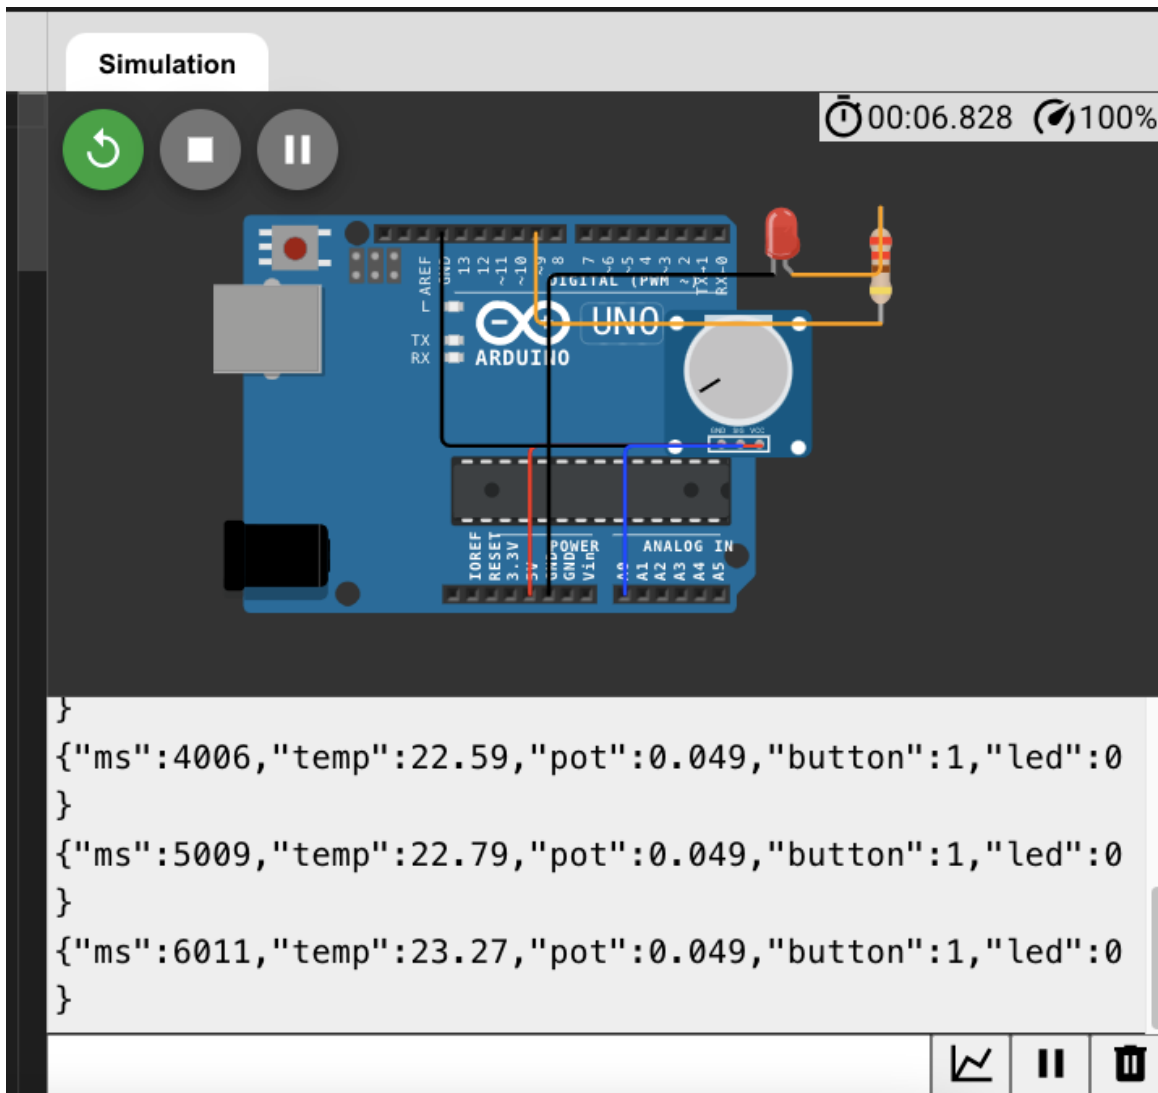 Simulation
00:06.828 100%
AREF
GND
13
12
~11
~10
~9
8
7
~6
~5
4
~3
2
TX→1
RX←0
DIGITAL (PWM ~)
L
TX
RX
UNO
ARDUINO
GND SIG VCC
IOREF
RESET
3.3V
5V
GND
GND
Vin
POWER
ANALOG IN
A0
A1
A2
A3
A4
A5
}
{"ms":4006,"temp":22.59,"pot":0.049,"button":1,"led":0
}
{"ms":5009,"temp":22.79,"pot":0.049,"button":1,"led":0
}
{"ms":6011,"temp":23.27,"pot":0.049,"button":1,"led":0
}